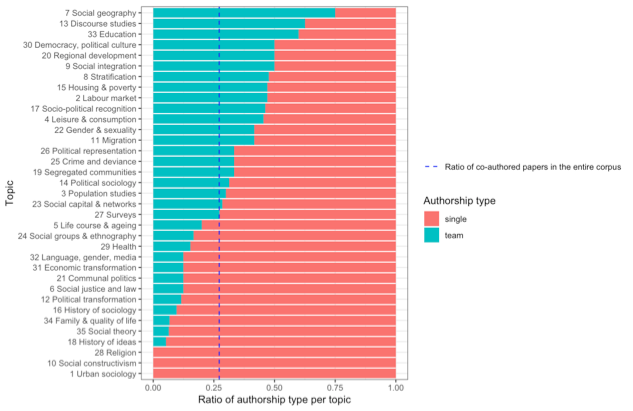 7 Social geography
13 Discourse studies
33 Education
30 Democracy, political culture
20 Regional development
9 Social integration
8 Stratification
15 Housing & poverty
2 Labour market
17 Socio-political recognition
4 Leisure & consumption
22 Gender & sexuality
11 Migration
26 Political representation
25 Crime and deviance
19 Segregated communities
14 Political sociology
3 Population studies
23 Social capital & networks
27 Surveys
5 Life course & ageing
24 Social groups & ethnography
29 Health
32 Language, gender, media
31 Economic transformation
21 Communal politics
6 Social justice and law
12 Political transformation
16 History of sociology
34 Family & quality of life
35 Social theory
18 History of ideas
28 Religion
10 Social constructivism
1 Urban sociology
Topic
0.00 0.25 0.50 0.75 1.00
Ratio of authorship type per topic
Ratio of co-authored papers in the entire corpus
Authorship type
single
team